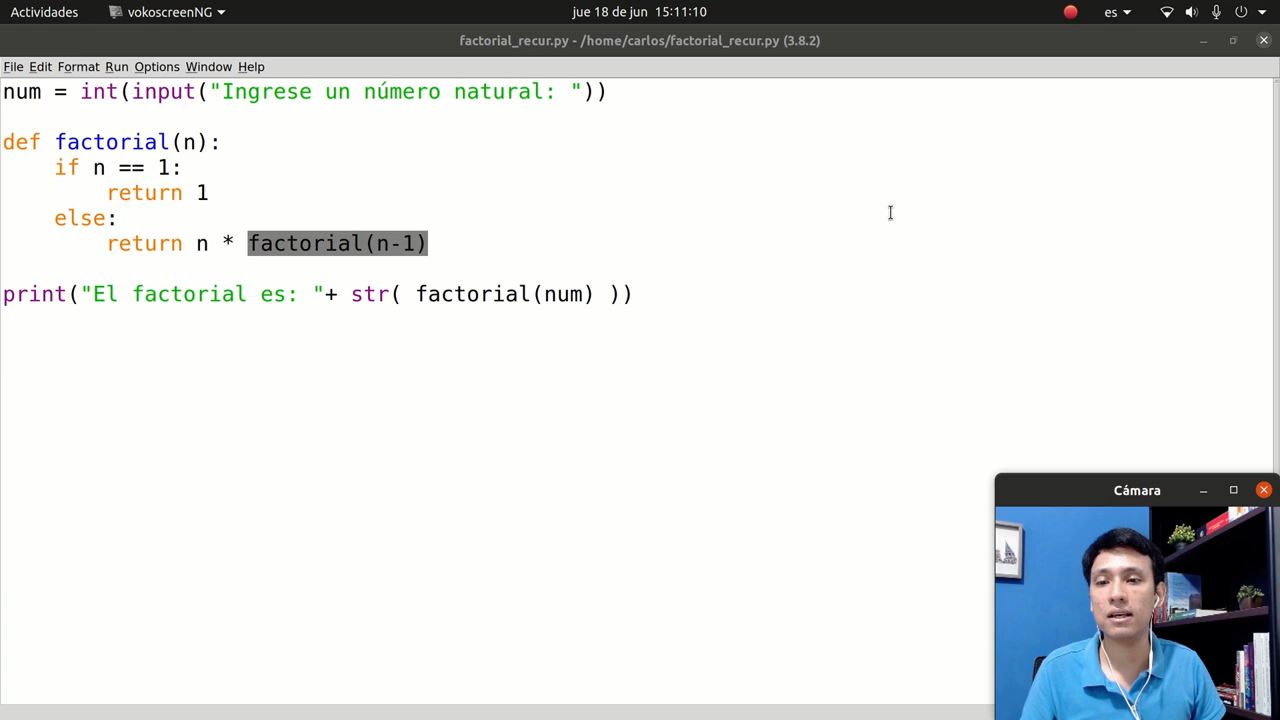 Actividades vokoscreenNG jue 18 de jun 15:11:10 es
factorial_recur.py - /home/carlos/factorial_recur.py (3.8.2)
File Edit Format Run Options Window Help
num = int(input("Ingrese un número natural: "))
def factorial(n):
    if n == 1:
        return 1
    else:
        return n * factorial(n-1)
print("El factorial es: "+ str( factorial(num) ))
Cámara